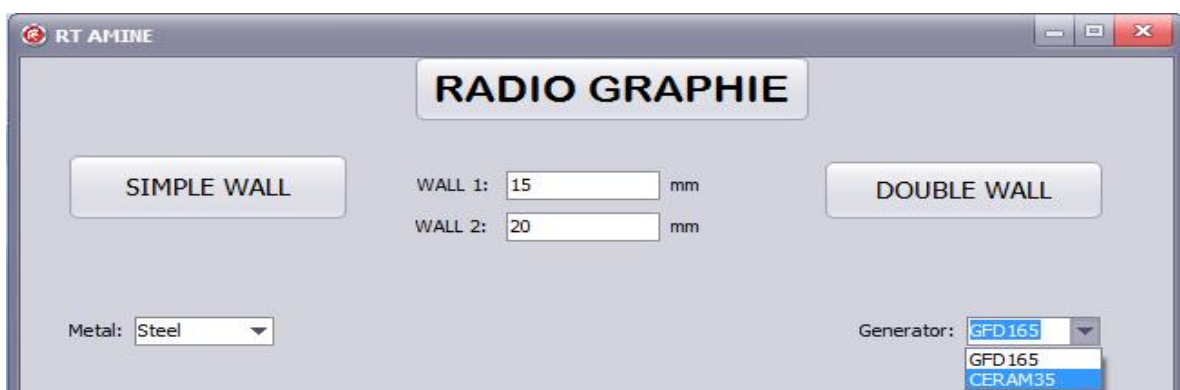 RT AMINE
RADIO GRAPHIE
SIMPLE WALL
WALL 1: 15 mm
WALL 2: 20 mm
DOUBLE WALL
Metal: Steel
Generator: GFD165
GFD165
CERAM35